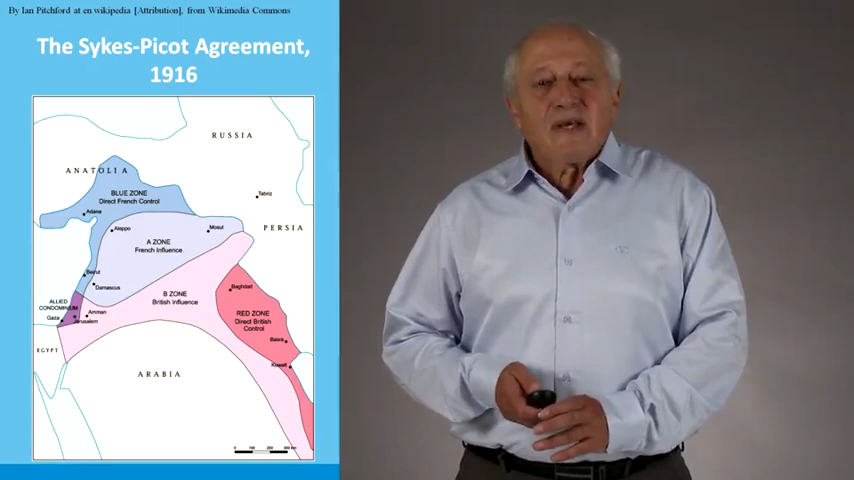 By Ian Pitchford at en wikipedia [Attribution], from Wikimedia Commons
The Sykes-Picot Agreement,
1916
RUSSIA
ANATOLIA
BLUE ZONE
Direct French Control
Tabriz
Adana
Aleppo
Mosul
PERSIA
A ZONE
French Influence
Beirut
Damascus
B ZONE
British Influence
Baghdad
ALLIED
CONDOMINIUM
Gaza
Amman
Jerusalem
RED ZONE
Direct British
Control
Basra
EGYPT
Kuwait
ARABIA